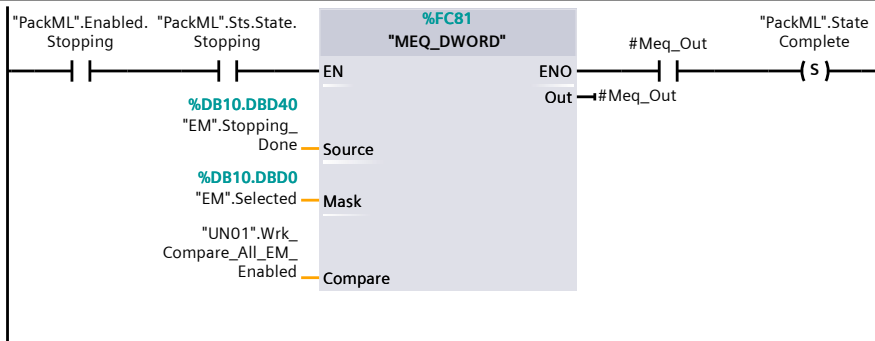 "PackML".Enabled.
Stopping
"PackML".Sts.State.
Stopping
%FC81
"MEQ_DWORD"
#Meq_Out
"PackML".State
Complete
S
EN
ENO
Out
#Meq_Out
%DB10.DBD40
"EM".Stopping_
Done
Source
%DB10.DBD0
"EM".Selected
Mask
"UN01".Wrk_
Compare_All_EM_
Enabled
Compare